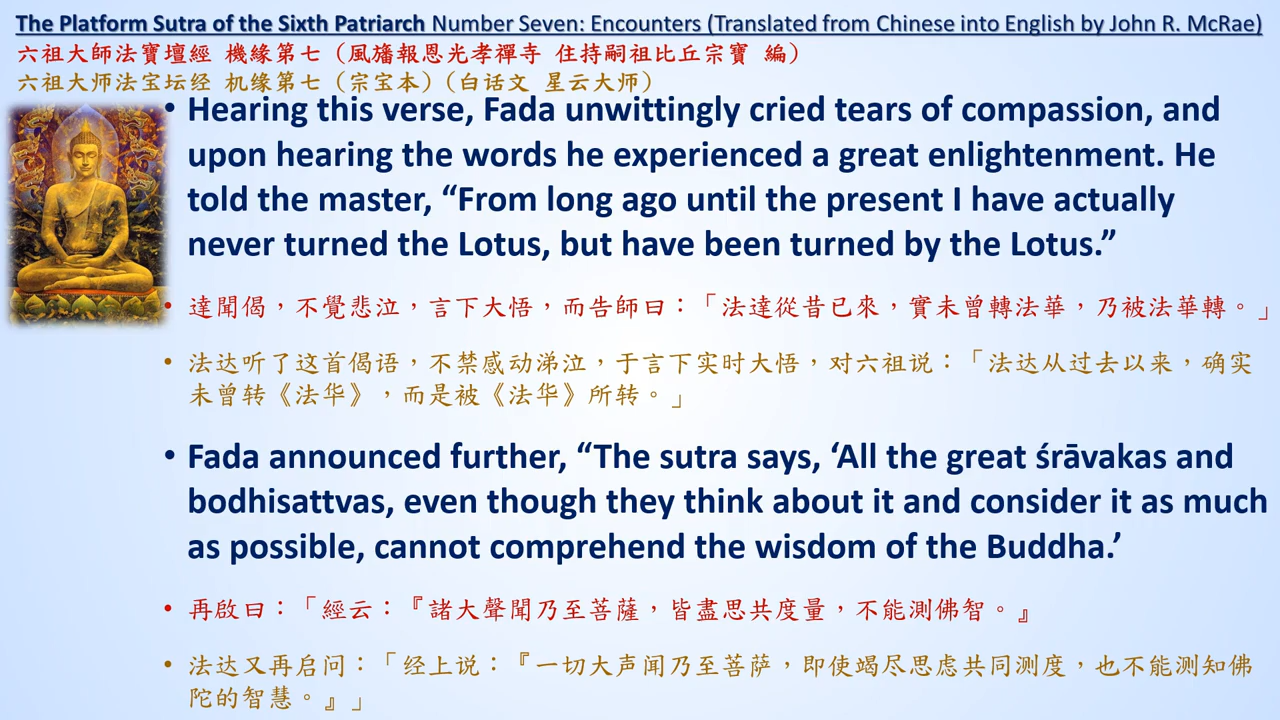 The Platform Sutra of the Sixth Patriarch Number Seven: Encounters (Translated from Chinese into English by John R. McRae)
六祖大師法寶壇經 機緣第七（風旛報恩光孝禪寺 住持嗣祖比丘宗寶 編）
六祖大师法宝坛经 机缘第七（宗宝本）（白话文 星云大师）
• Hearing this verse, Fada unwittingly cried tears of compassion, and
upon hearing the words he experienced a great enlightenment. He
told the master, “From long ago until the present I have actually
never turned the Lotus, but have been turned by the Lotus.”
• 達聞偈，不覺悲泣，言下大悟，而告師曰：「法達從昔已來，實未曾轉法華，乃被法華轉。」
• 法达听了这首偈语，不禁感动涕泣，于言下实时大悟，对六祖说：「法达从过去以来，确实
未曾转《法华》，而是被《法华》所转。」
• Fada announced further, “The sutra says, ‘All the great śrāvakas and
bodhisattvas, even though they think about it and consider it as much
as possible, cannot comprehend the wisdom of the Buddha.’
• 再啟曰：「經云：『諸大聲聞乃至菩薩，皆盡思共度量，不能測佛智。』
• 法达又再启问：「经上说：『一切大声闻乃至菩萨，即使竭尽思虑共同测度，也不能测知佛
陀的智慧。』」